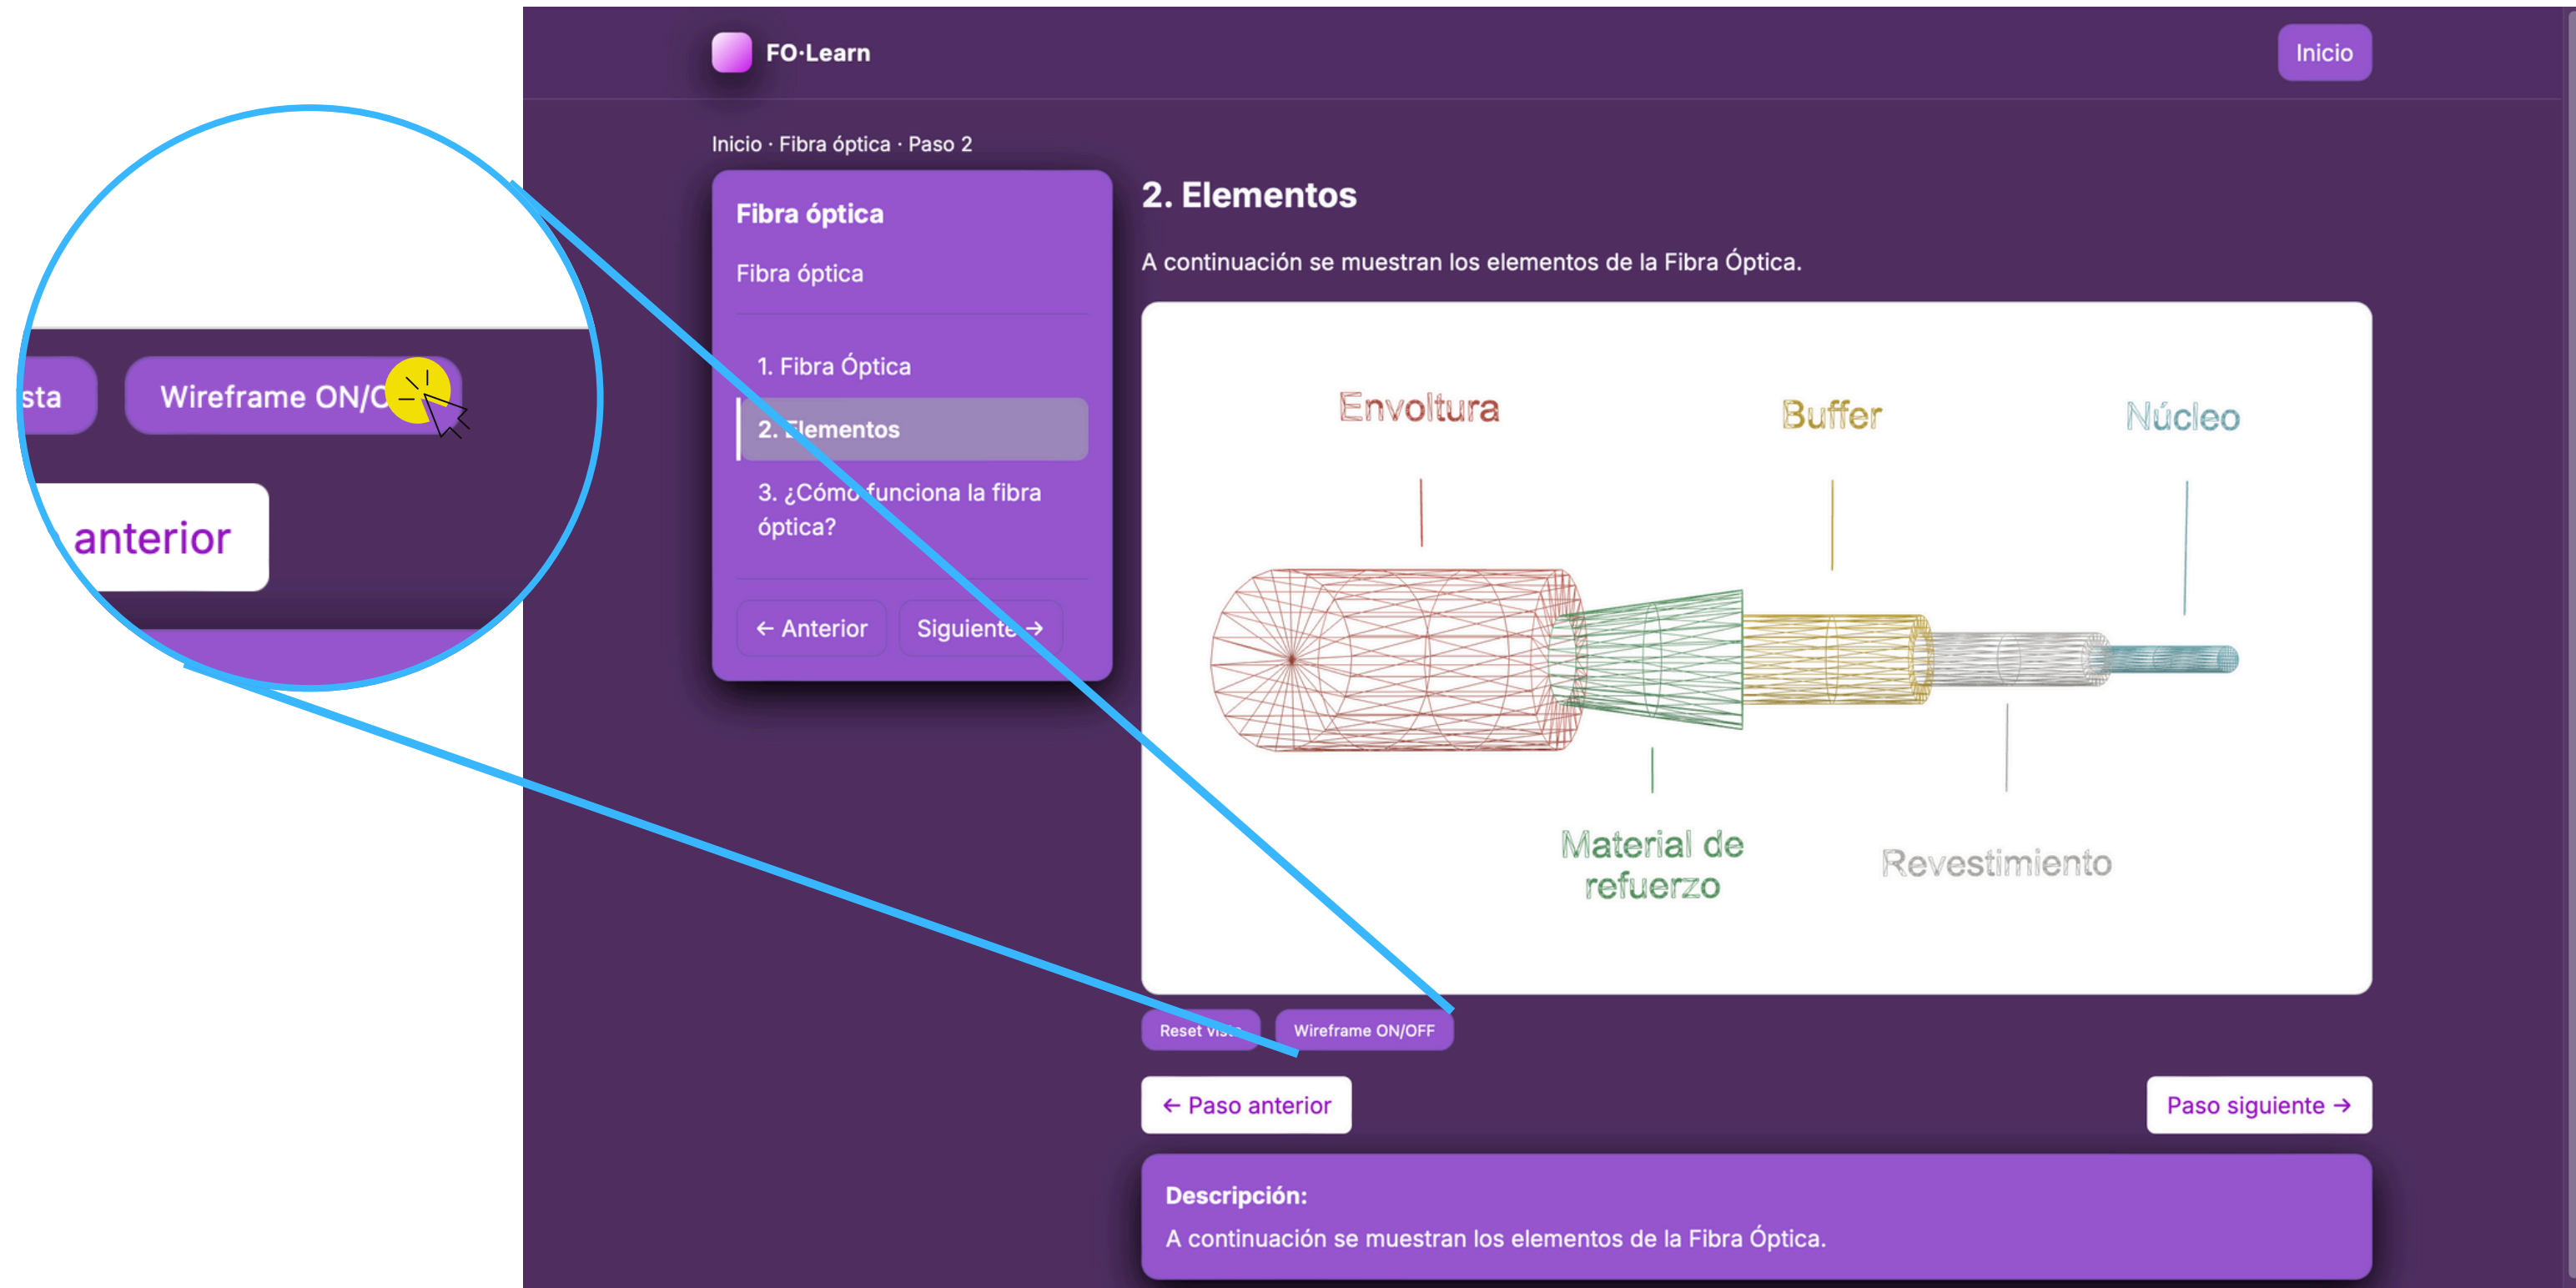 FO·Learn
Inicio
Inicio · Fibra óptica · Paso 2
Fibra óptica
Fibra óptica
1. Fibra Óptica
2. Elementos
3. ¿Cómo funciona la fibra
óptica?
← Anterior
Siguiente →
2. Elementos
A continuación se muestran los elementos de la Fibra Óptica.
Envoltura
Buffer
Núcleo
Material de
refuerzo
Revestimiento
Reset vista
Wireframe ON/OFF
← Paso anterior
Paso siguiente →
Descripción:
A continuación se muestran los elementos de la Fibra Óptica.
sta
Wireframe ON/O
anterior